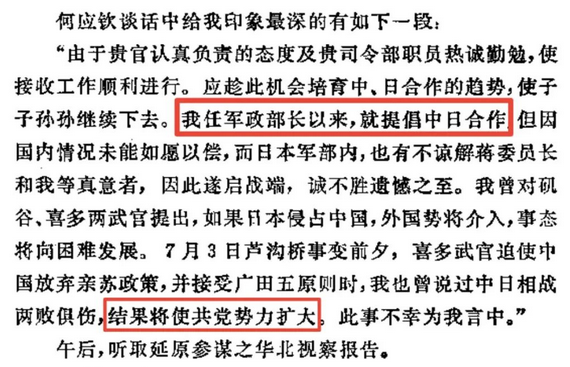 何应钦谈话中给我印象最深的有如下一段：
“由于贵官认真负责的态度及贵司令部职员热诚勤勉，使
接收工作顺利进行。应趁此机会培育中、日合作的趋势，使子
子孙孙继续下去。我任军政部长以来，就提倡中日合作，但因
国内情况未能如愿以偿，而日本军部内，也有不谅解蒋委员长
和我等真意者，因此遂启战端，诚不胜遗憾之至。我曾对矶
谷、喜多两武官提出，如果日本侵占中国，外国势将介入，事态
将向困难发展。7月3日芦沟桥事变前夕，喜多武官迫使中
国放弃亲苏政策，并接受广田五原则时，我也曾说过中日相战
两败俱伤，结果将使共党势力扩大。此事不幸为我言中。”
午后，听取延原参谋之华北视察报告。